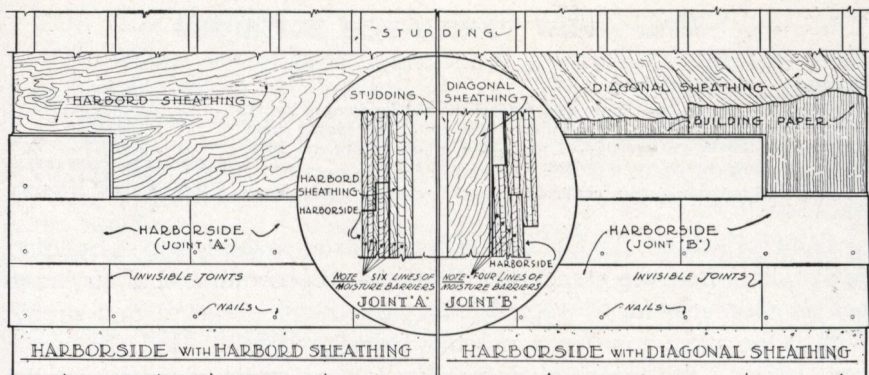 STUDDING
HARBORD SHEATHING
DIAGONAL SHEATHING
BUILDING PAPER
STUDDING
DIAGONAL
SHEATHING
HARBORD
SHEATHING
HARBORSIDE
HARBORSIDE
NOTE SIX LINES OF
MOISTURE BARRIERS
JOINT "A"
NOTE - FOUR LINES OF
MOISTURE BARRIERS
JOINT "B"
HARBORSIDE
(JOINT "A")
INVISIBLE JOINTS
NAILS
HARBORSIDE
(JOINT "B")
INVISIBLE JOINTS
NAILS
HARBORSIDE WITH HARBORD SHEATHING
HARBORSIDE WITH DIAGONAL SHEATHING